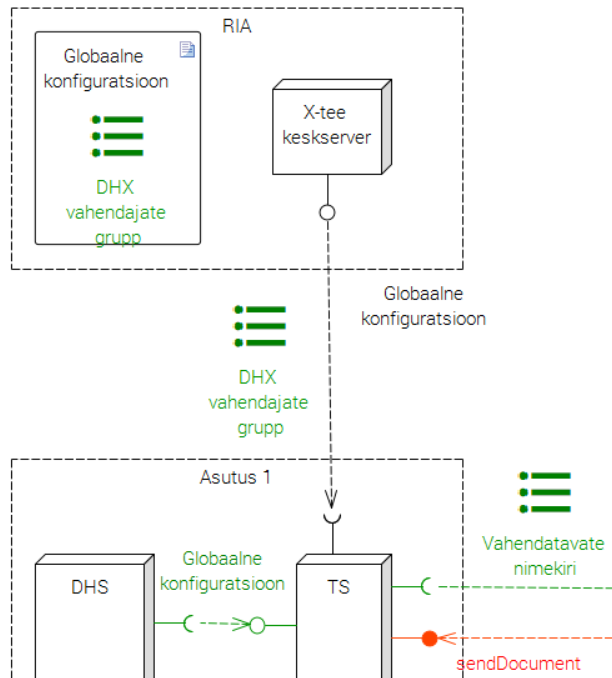 RIA
Globaalne
konfiguratsioon
DHX
vahendajate
grupp
X-tee
keskserver
Globaalne
konfiguratsioon
DHX
vahendajate
grupp
Asutus 1
DHS
Globaalne
konfiguratsioon
TS
Vahendatavate
nimekiri
sendDocument